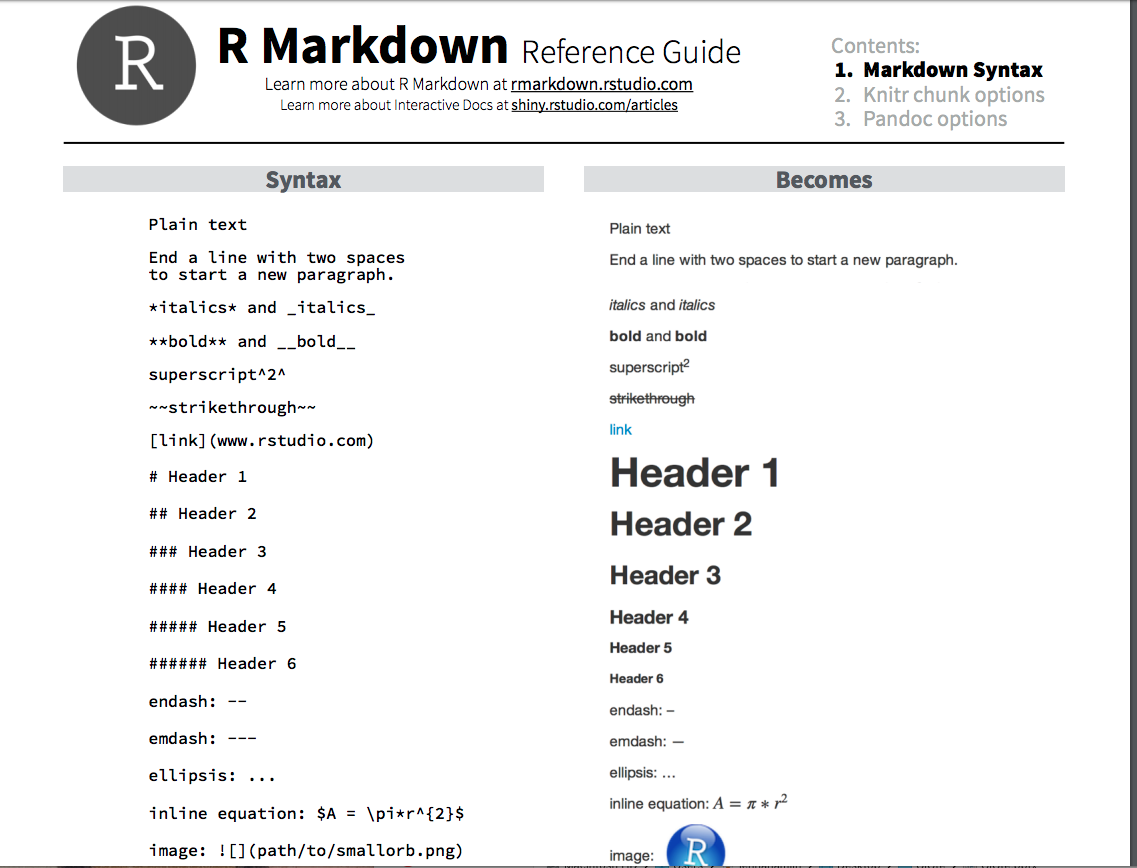 R
R Markdown Reference Guide
Learn more about R Markdown at rmarkdown.rstudio.com
Learn more about Interactive Docs at shiny.rstudio.com/articles
Contents:
1. Markdown Syntax
2. Knitr chunk options
3. Pandoc options
Syntax
Plain text
End a line with two spaces
to start a new paragraph.
*italics* and _italics_
**bold** and __bold__
superscript^2^
~~strikethrough~~
[link](www.rstudio.com)
# Header 1
## Header 2
### Header 3
#### Header 4
##### Header 5
###### Header 6
endash: --
emdash: ---
ellipsis: ...
inline equation: $A = \pi*r^{2}$
image: ![](path/to/smallorb.png)
Becomes
Plain text
End a line with two spaces to start a new paragraph.
italics and italics
bold and bold
superscript²
strikethrough
link
Header 1
Header 2
Header 3
Header 4
Header 5
Header 6
endash: –
emdash: —
ellipsis: …
inline equation: A = π ∗ r²
image: R